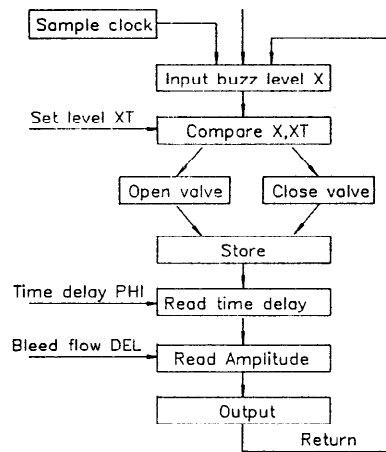 Sample clock
Input buzz level X
Set level XT
Compare X,XT
Open valve
Close valve
Store
Time delay PHI
Read time delay
Bleed flow DEL
Read Amplitude
Output
Return